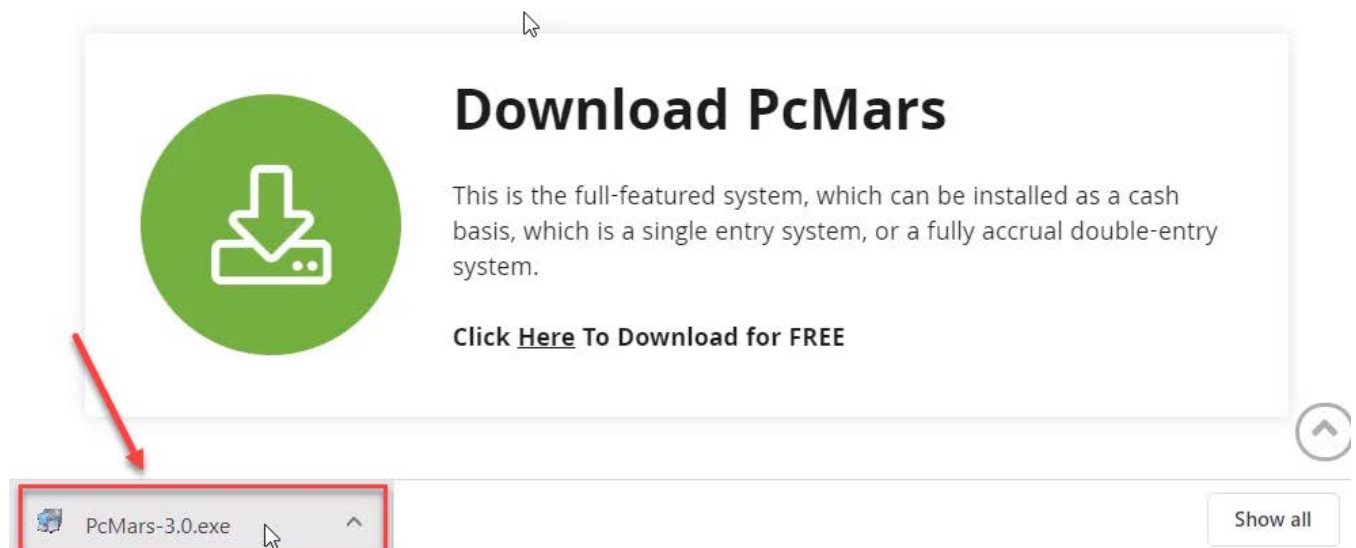 Download PcMars
This is the full-featured system, which can be installed as a cash
basis, which is a single entry system, or a fully accrual double-entry
system.
Click Here To Download for FREE
PcMars-3.0.exe
Show all